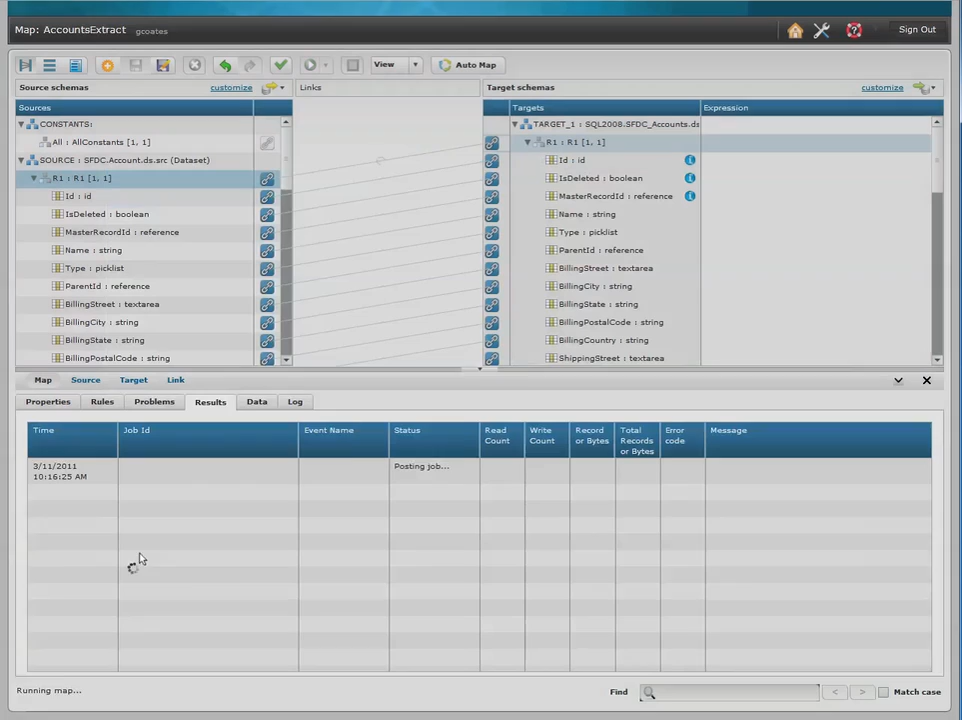 Map: AccountsExtract gcoates
Sign Out
View
Auto Map
Source schemas customize
Links
Target schemas customize
Sources
Targets Expression
CONSTANTS:
All : AllConstants [1, 1]
SOURCE : SFDC.Account.ds.src (Dataset)
R1 : R1 [1, 1]
Id : id
IsDeleted : boolean
MasterRecordId : reference
Name : string
Type : picklist
ParentId : reference
BillingStreet : textarea
BillingCity : string
BillingState : string
BillingPostalCode : string
TARGET_1 : SQL2008.SFDC_Accounts.ds
R1 : R1 [1, 1]
Id : id
IsDeleted : boolean
MasterRecordId : reference
Name : string
Type : picklist
ParentId : reference
BillingStreet : textarea
BillingCity : string
BillingState : string
BillingPostalCode : string
BillingCountry : string
ShippingStreet : textarea
Map Source Target Link
Properties Rules Problems Results Data Log
Time
Job Id
Event Name
Status
Read
Count
Write
Count
Record
or Bytes
Total
Records
or Bytes
Error
code
Message
3/11/2011
10:16:25 AM
Posting job...
Running map...
Find
< >
Match case